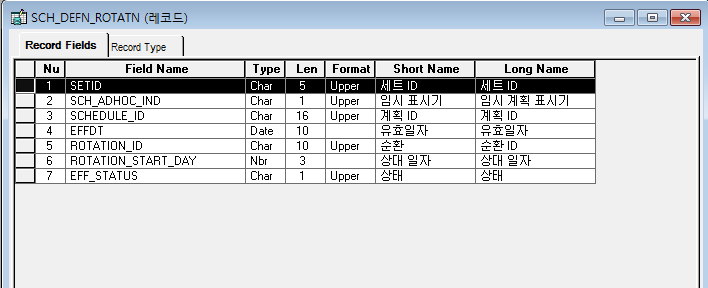 SCH_DEFN_ROTATN (레코드)
Record Fields Record Type
Nu Field Name Type Len Format Short Name Long Name
1 SETID Char 5 Upper 세트 ID 세트 ID
2 SCH_ADHOC_IND Char 1 Upper 임시 표시기 임시 계획 표시기
3 SCHEDULE_ID Char 16 Upper 계획 ID 계획 ID
4 EFFDT Date 10 유효일자 유효일자
5 ROTATION_ID Char 10 Upper 순환 순환 ID
6 ROTATION_START_DAY Nbr 3 상대 일자 상대 일자
7 EFF_STATUS Char 1 Upper 상태 상태